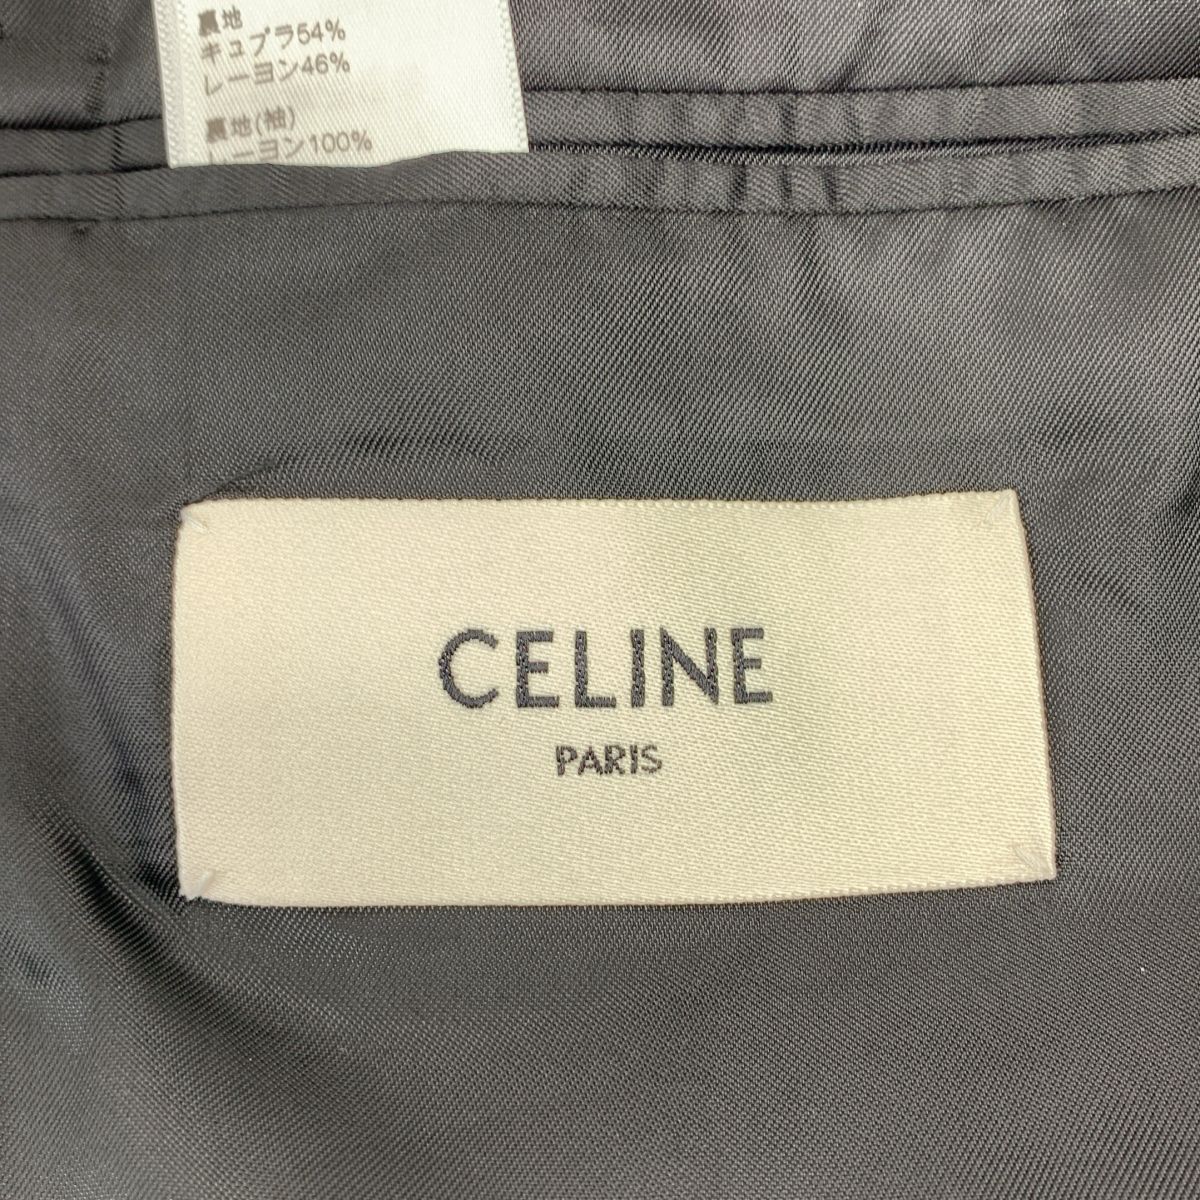 裏地
キュプラ54%
レーヨン46%
裏地(袖)
レーヨン100%
CELINE
PARIS